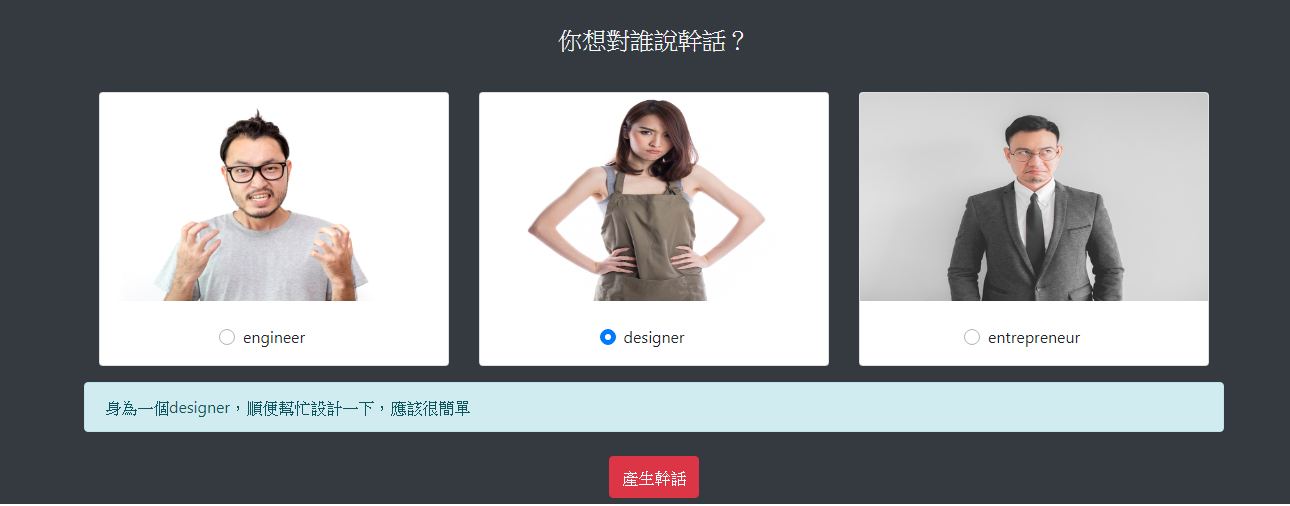 你想對誰說幹話？
engineer
designer
entrepreneur
身為一個designer，順便幫忙設計一下，應該很簡單
產生幹話